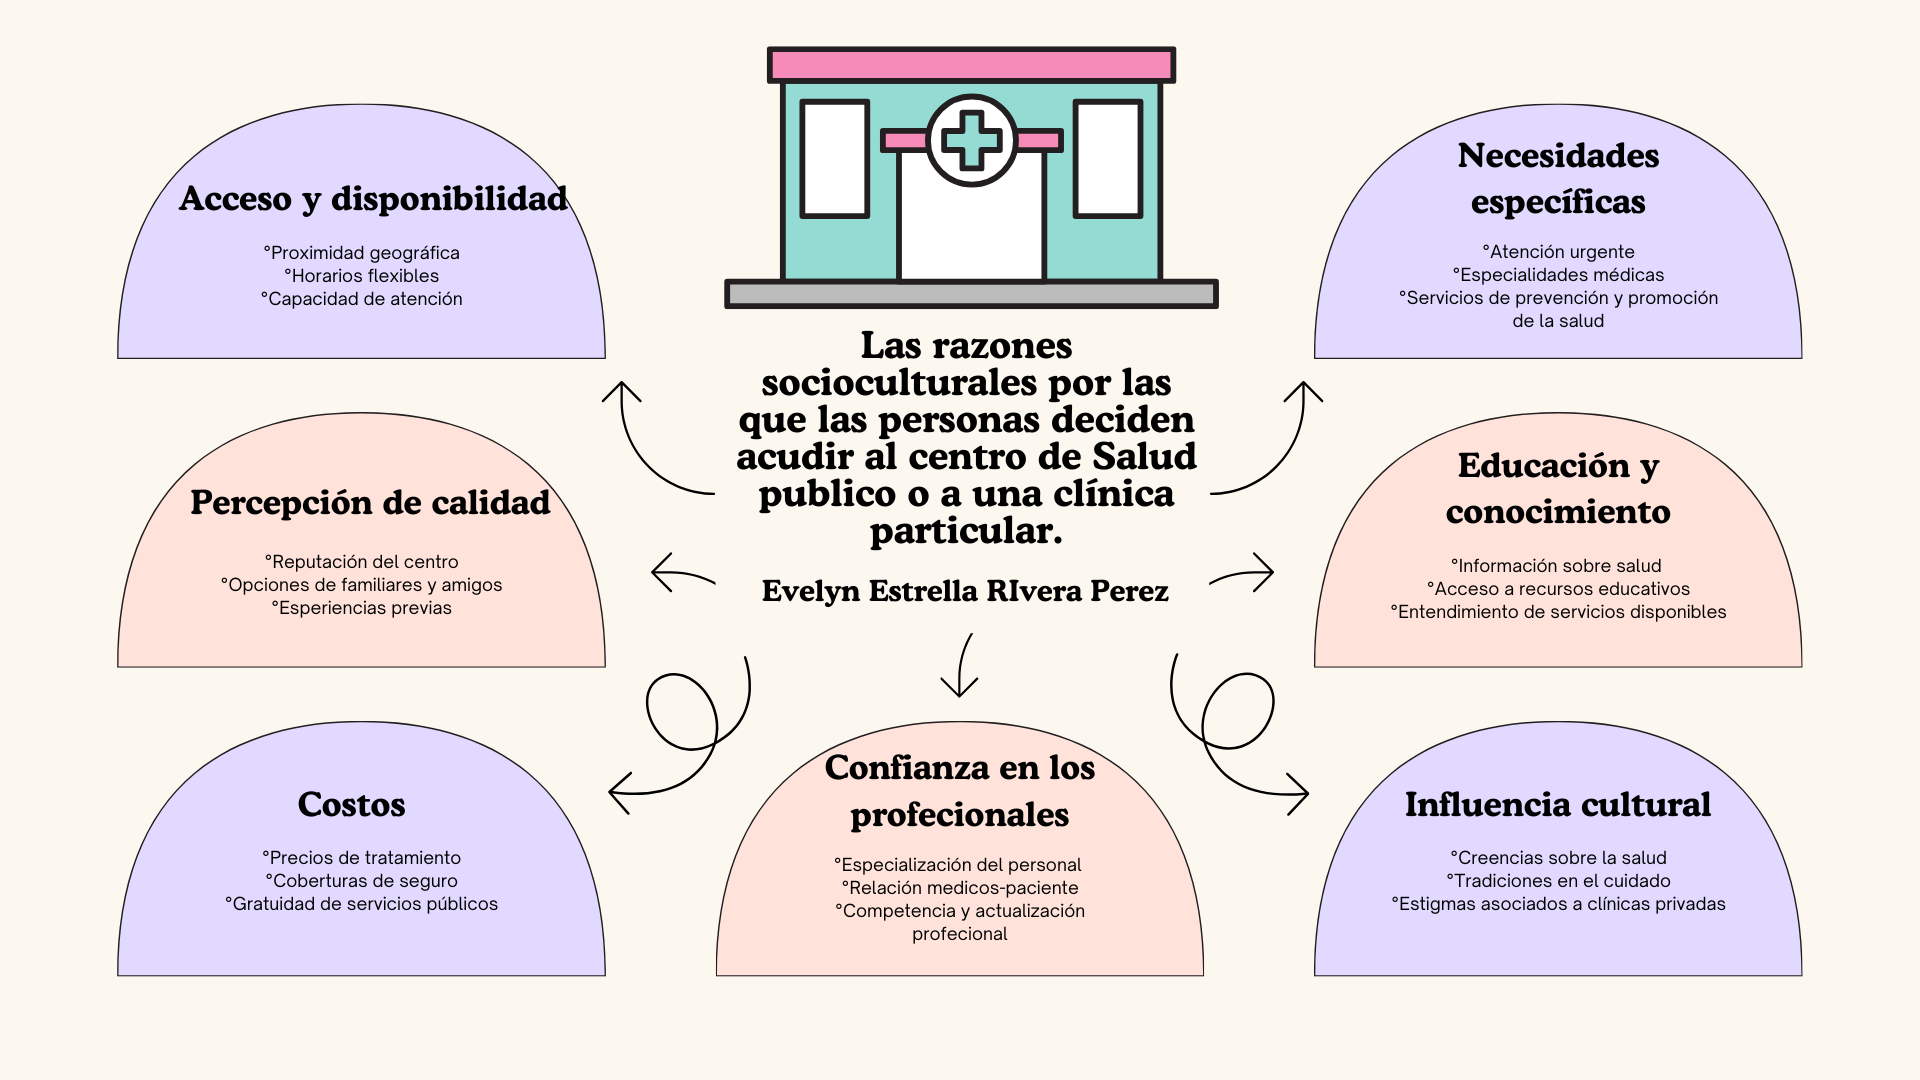 Las razones
socioculturales por las
que las personas deciden
acudir al centro de Salud
publico o a una clínica
particular.
Evelyn Estrella RIvera Perez
Acceso y disponibilidad
°Proximidad geográfica
°Horarios flexibles
°Capacidad de atención
Percepción de calidad
°Reputación del centro
°Opciones de familiares y amigos
°Esperiencias previas
Costos
°Precios de tratamiento
°Coberturas de seguro
°Gratuidad de servicios públicos
Confianza en los
profecionales
°Especialización del personal
°Relación medicos-paciente
°Competencia y actualización
profecional
Necesidades
específicas
°Atención urgente
°Especialidades médicas
°Servicios de prevención y promoción
de la salud
Educación y
conocimiento
°Información sobre salud
°Acceso a recursos educativos
°Entendimiento de servicios disponibles
Influencia cultural
°Creencias sobre la salud
°Tradiciones en el cuidado
°Estigmas asociados a clínicas privadas